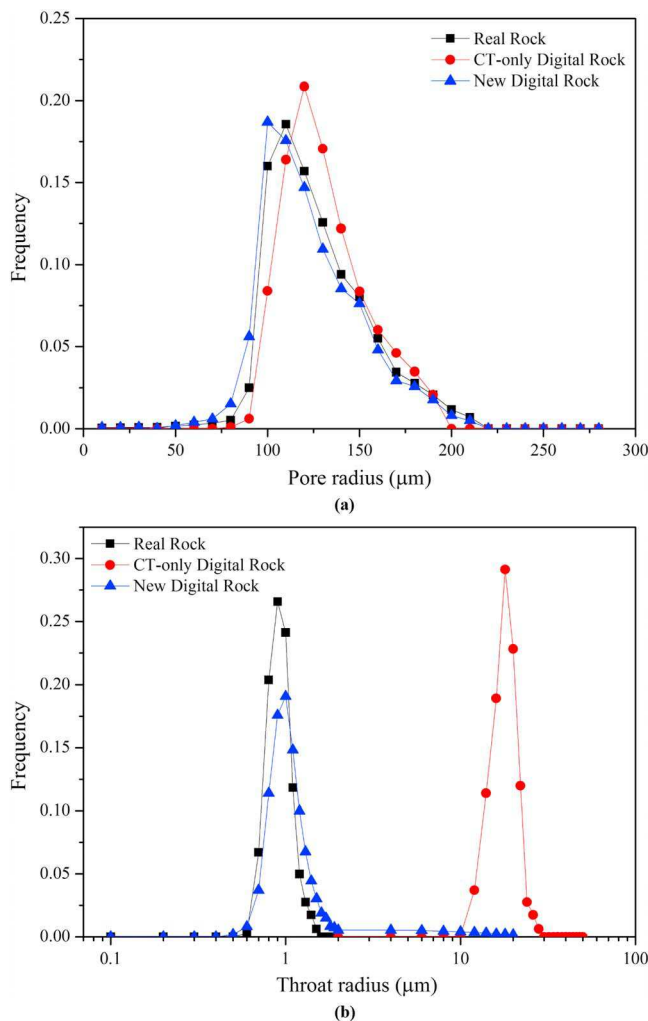 0.25
0.20
0.15
0.10
0.05
0.00
Frequency
Real Rock
CT-only Digital Rock
New Digital Rock
0 50 100 150 200 250 300
Pore radius (μm)
(a)
0.30
0.25
0.20
0.15
0.10
0.05
0.00
Frequency
Real Rock
CT-only Digital Rock
New Digital Rock
0.1 1 10 100
Throat radius (μm)
(b)